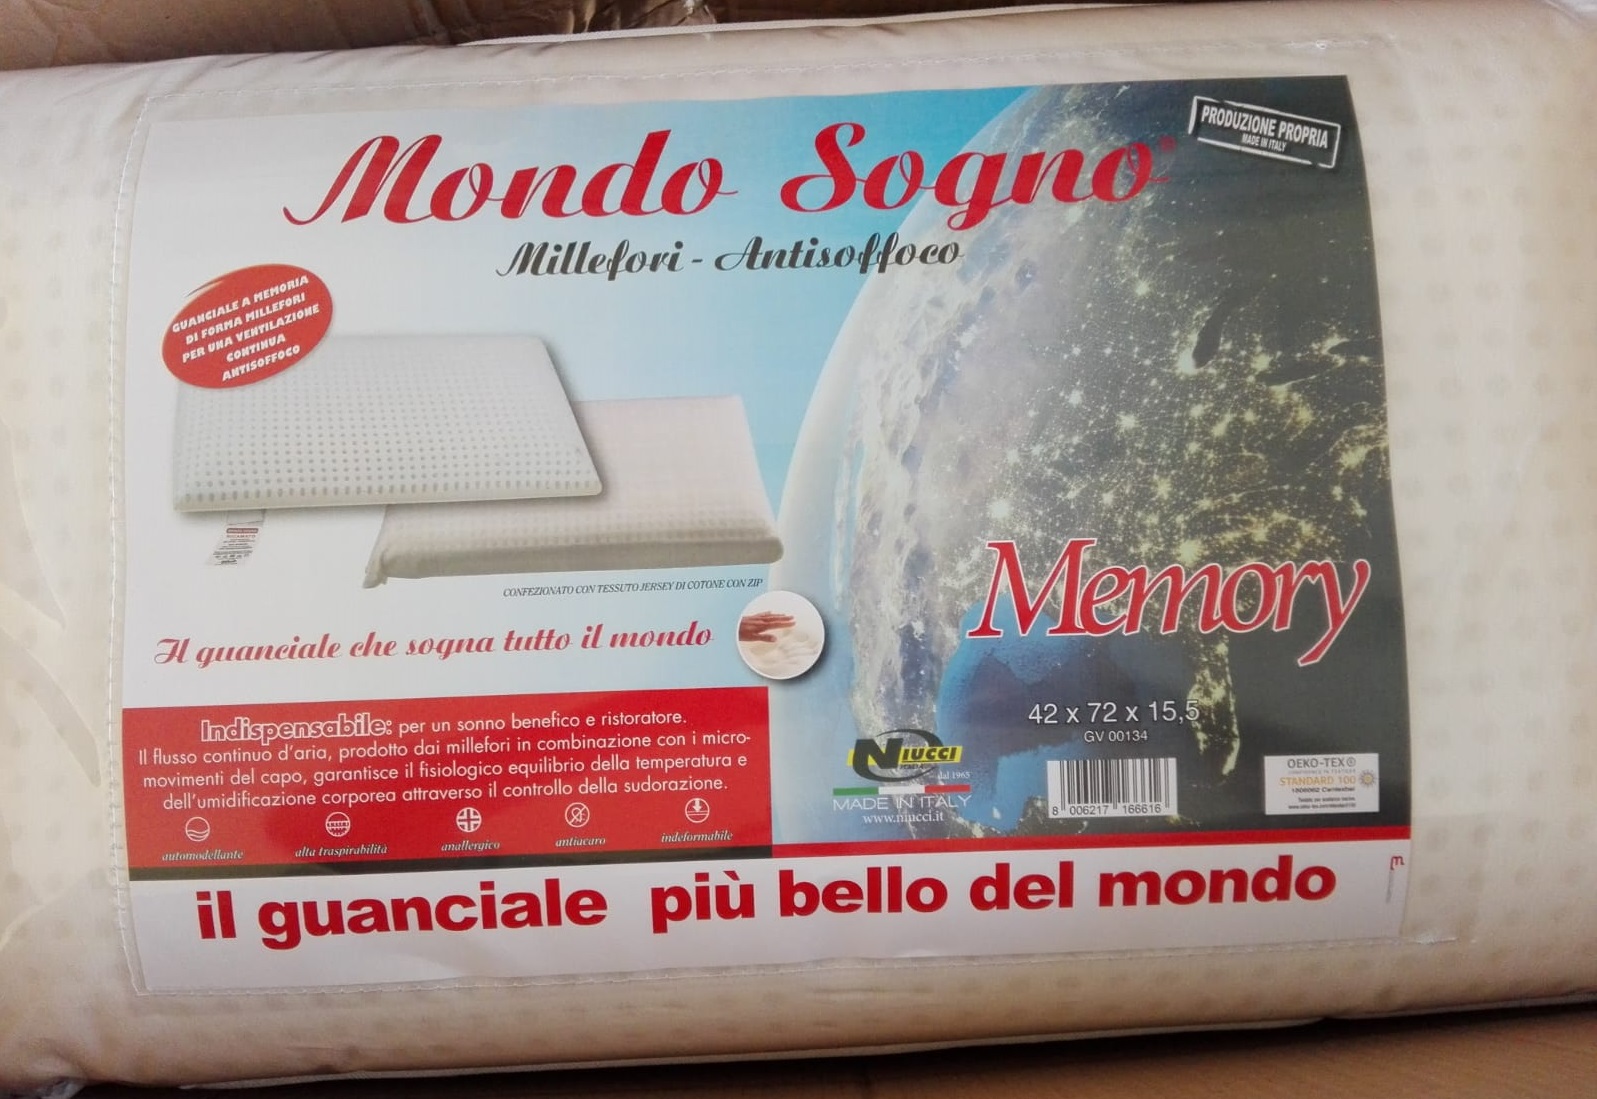 PRODUZIONE PROPRIA
MADE IN ITALY
Mondo Sogno®
Millefori - Antisoffoco
GUANCIALE A MEMORIA
DI FORMA MILLEFORI
PER UNA VENTILAZIONE
CONTINUA
ANTISOFFOCO
CONFEZIONATO CON TESSUTO JERSEY DI COTONE CON ZIP
Il guanciale che sogna tutto il mondo
Memory
42 x 72 x 15,5
GV 00134
Indispensabile: per un sonno benefico e ristoratore.
Il flusso continuo d'aria, prodotto dai millefori in combinazione con i micro-
movimenti del capo, garantisce il fisiologico equilibrio della temperatura e
dell'umidificazione corporea attraverso il controllo della sudorazione.
automodellante
alta traspirabilità
anallergico
antiacaro
indeformabile
NIUCCI
dal 1965
MADE IN ITALY
www.niucci.it
8 006217 166616
OEKO-TEX®
STANDARD 100
il guanciale più bello del mondo